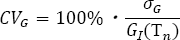 CV_G = 100% · σ_G / G_I(T_n)